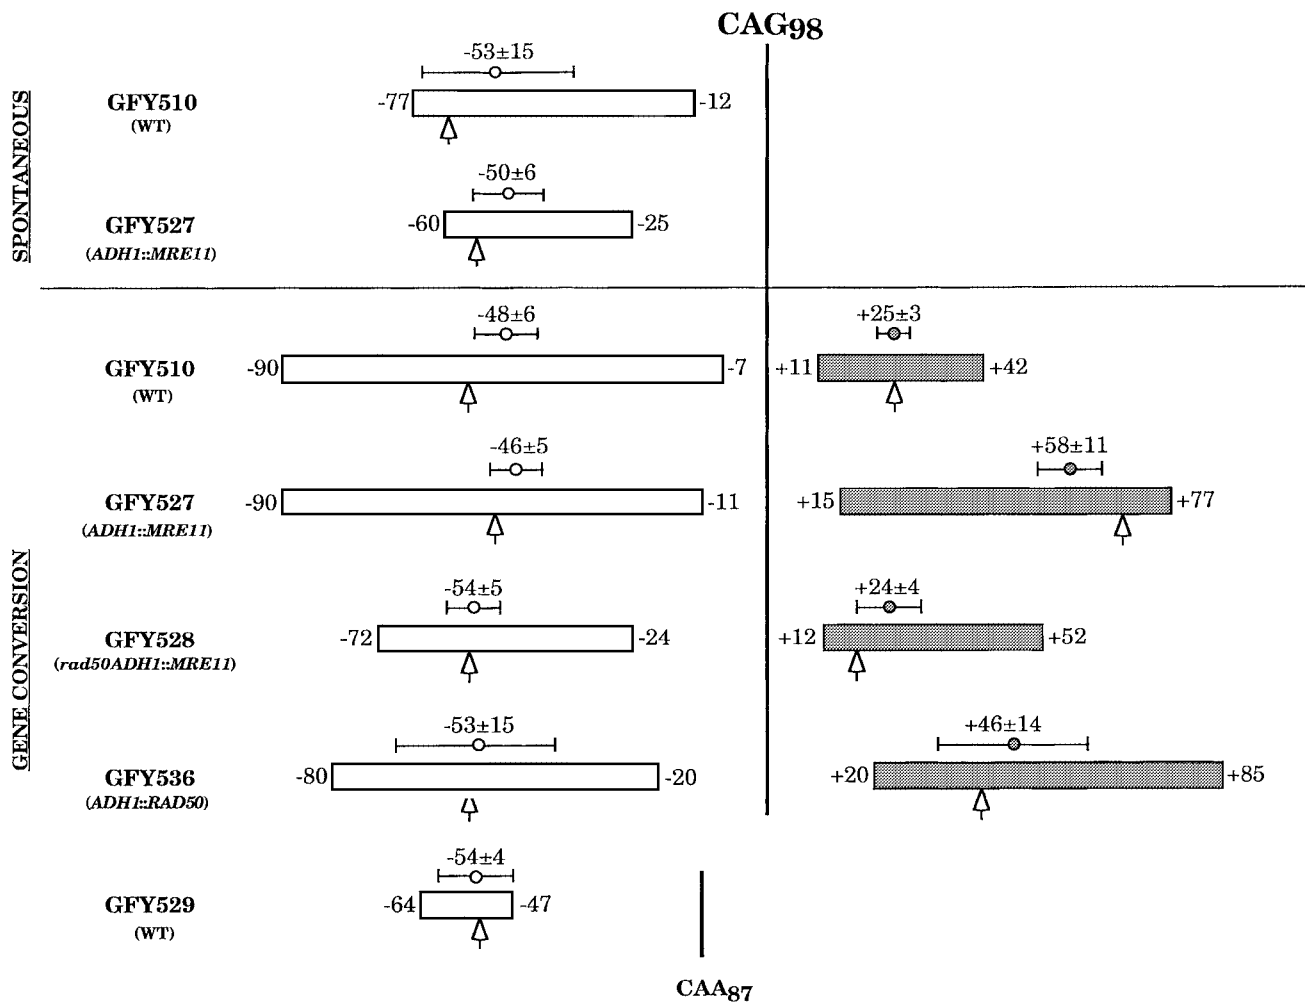 CAG98
SPONTANEOUS
-53±15
GFY510
(WT)
-77
-12
-50±6
GFY527
(ADH1::MRE11)
-60
-25
GENE CONVERSION
-48±6
+25±3
GFY510
(WT)
-90
-7
+11
+42
-46±5
+58±11
GFY527
(ADH1::MRE11)
-90
-11
+15
+77
-54±5
+24±4
GFY528
(rad50ADH1::MRE11)
-72
-24
+12
+52
-53±15
+46±14
GFY536
(ADH1::RAD50)
-80
-20
+20
+85
-54±4
GFY529
(WT)
-64
-47
CAA87